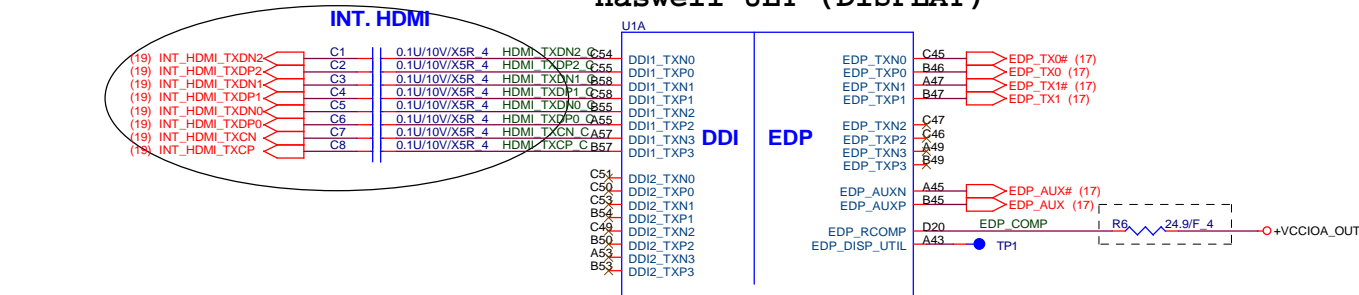 Haswell ULT (DISPLAY)
INT. HDMI
U1A
(19) INT_HDMI_TXDN2 C1 0.1U/10V/X5R_4 HDMI_TXDN2_C C54 DDI1_TXN0
(19) INT_HDMI_TXDP2 C2 0.1U/10V/X5R_4 HDMI_TXDP2_C C55 DDI1_TXP0
(19) INT_HDMI_TXDN1 C3 0.1U/10V/X5R_4 HDMI_TXDN1_C B58 DDI1_TXN1
(19) INT_HDMI_TXDP1 C4 0.1U/10V/X5R_4 HDMI_TXDP1_C C58 DDI1_TXP1
(19) INT_HDMI_TXDN0 C5 0.1U/10V/X5R_4 HDMI_TXDN0_C B55 DDI1_TXN2
(19) INT_HDMI_TXDP0 C6 0.1U/10V/X5R_4 HDMI_TXDP0_C A55 DDI1_TXP2
(19) INT_HDMI_TXCN C7 0.1U/10V/X5R_4 HDMI_TXCN_C A57 DDI1_TXN3
(19) INT_HDMI_TXCP C8 0.1U/10V/X5R_4 HDMI_TXCP_C B57 DDI1_TXP3
C51 DDI2_TXN0
C50 DDI2_TXP0
C53 DDI2_TXN1
B54 DDI2_TXP1
C49 DDI2_TXN2
B50 DDI2_TXP2
A53 DDI2_TXN3
B53 DDI2_TXP3
DDI EDP
EDP_TXN0 C45 EDP_TX0# (17)
EDP_TXP0 B46 EDP_TX0 (17)
EDP_TXN1 A47 EDP_TX1# (17)
EDP_TXP1 B47 EDP_TX1 (17)
EDP_TXN2 C47
EDP_TXP2 C46
EDP_TXN3 A49
EDP_TXP3 B49
EDP_AUXN A45 EDP_AUX# (17)
EDP_AUXP B45 EDP_AUX (17)
EDP_RCOMP D20 EDP_COMP R6 24.9/F_4 +VCCIOA_OUT
EDP_DISP_UTIL A43 TP1